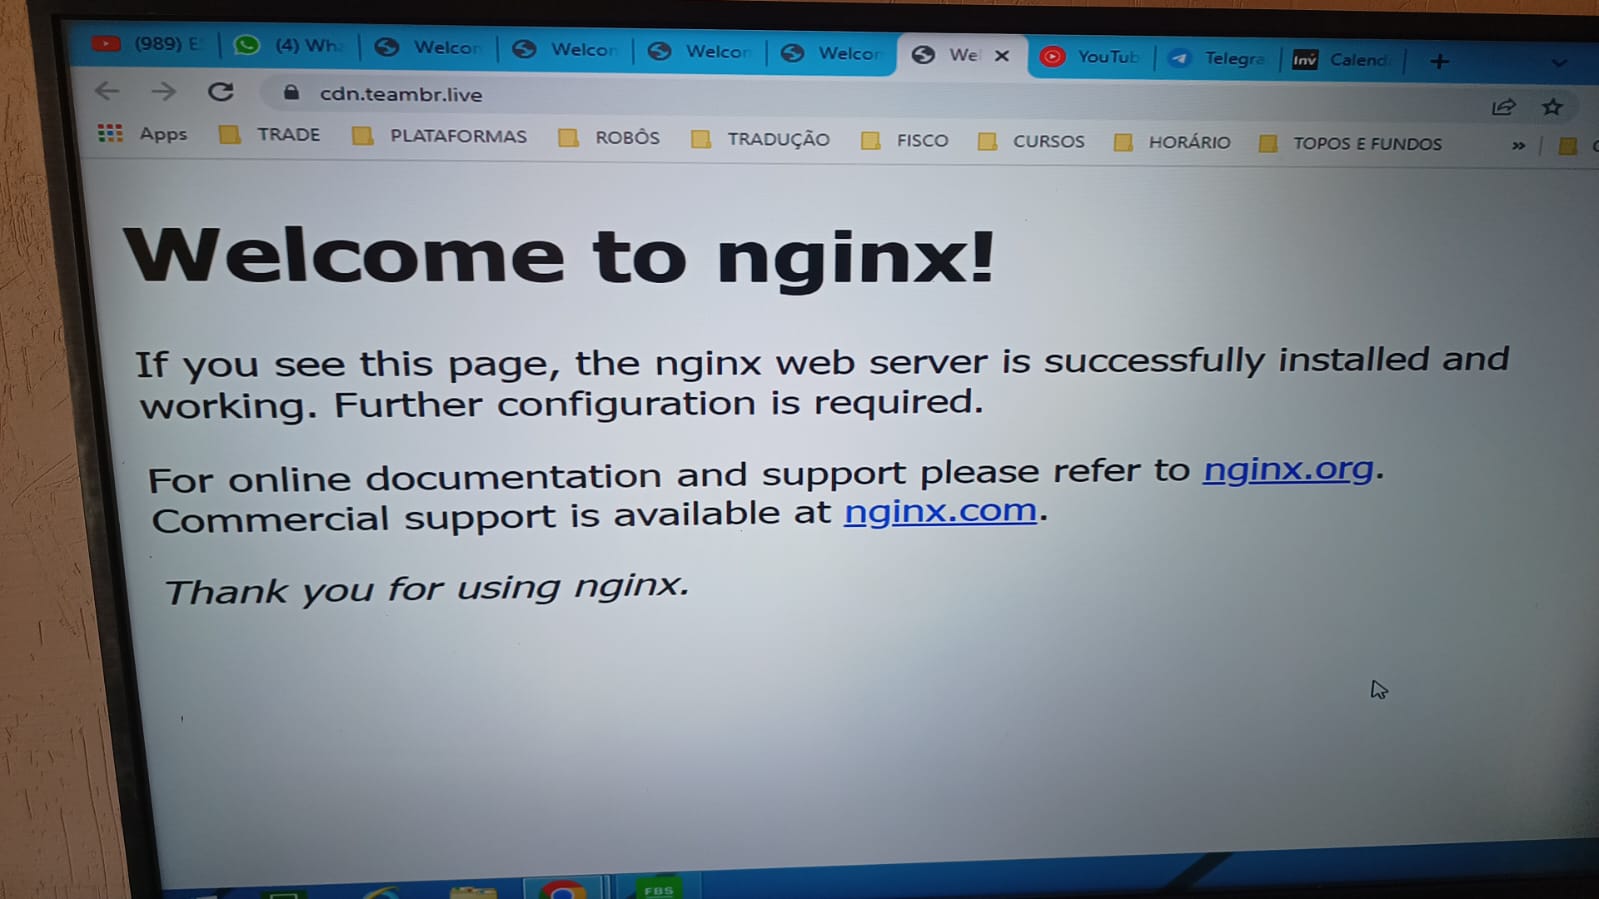 (989) E
(4) Wh
Welcon
Welcon
Welcon
Welcon
We
YouTub
Telegra
Inv
Calend
cdn.teambr.live
Apps
TRADE
PLATAFORMAS
ROBÔS
TRADUÇÃO
FISCO
CURSOS
HORÁRIO
TOPOS E FUNDOS
Welcome to nginx!
If you see this page, the nginx web server is successfully installed and
working. Further configuration is required.
For online documentation and support please refer to nginx.org.
Commercial support is available at nginx.com.
Thank you for using nginx.
FBS